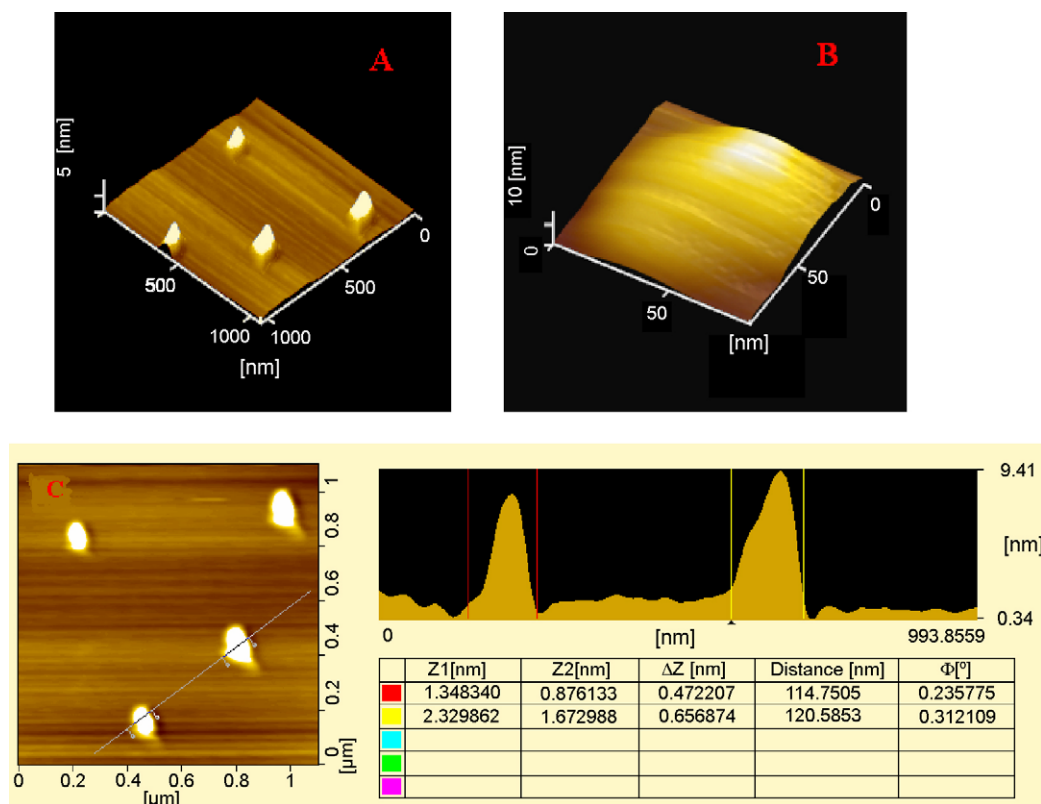 A
5 [nm]
0
500
500
1000
1000
[nm]
B
10 [nm]
0
0
50
50
[nm]
C
1
0.8
0.6
0.4
0.2
0
[µm]
0 0.2 0.4 0.6 0.8 1
[µm]
9.41
[nm]
0.34
0 [nm] 993.8559
Z1[nm] Z2[nm] ΔZ [nm] Distance [nm] Φ[º]
1.348340 0.876133 0.472207 114.7505 0.235775
2.329862 1.672988 0.656874 120.5853 0.312109